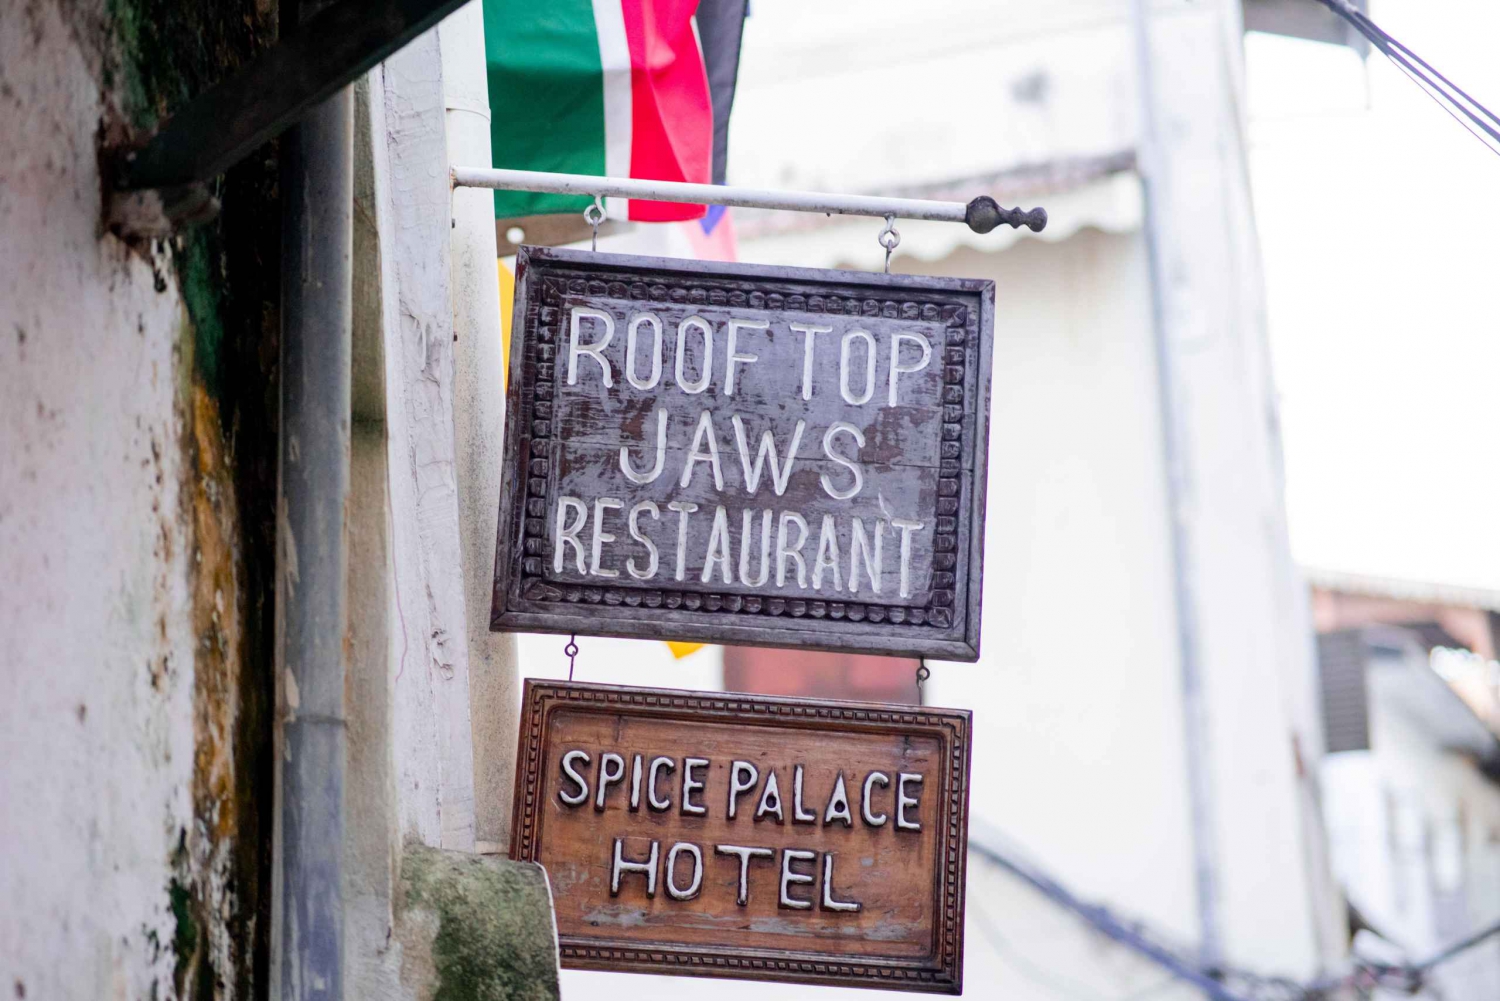 ROOF TOP
JAWS
RESTAURANT
SPICE PALACE
HOTEL